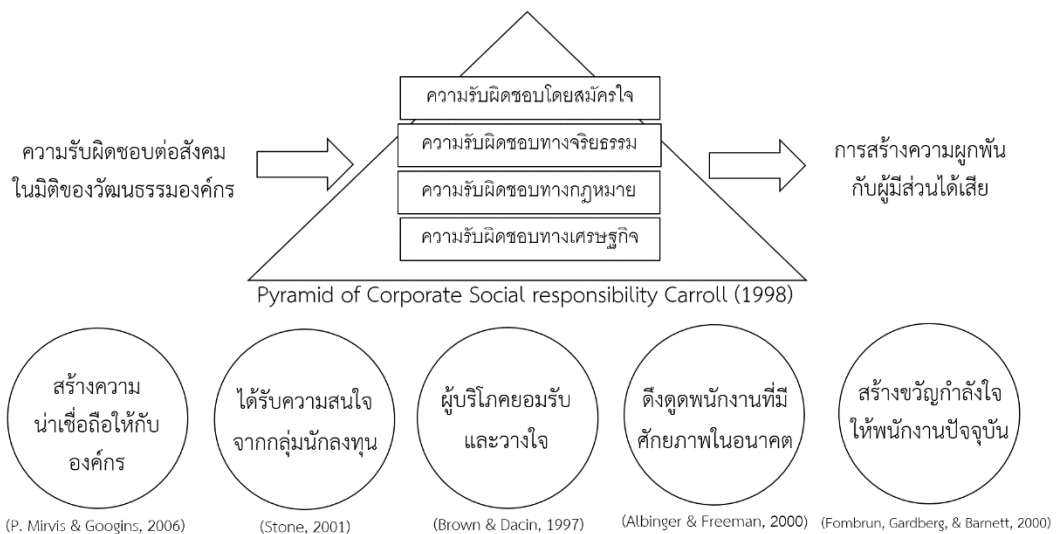 ความรับผิดชอบโดยสมัครใจ
ความรับผิดชอบทางจริยธรรม
ความรับผิดชอบทางกฎหมาย
ความรับผิดชอบทางเศรษฐกิจ
ความรับผิดชอบต่อสังคม
ในมิติของวัฒนธรรมองค์กร
การสร้างความผูกพัน
กับผู้มีส่วนได้เสีย
Pyramid of Corporate Social responsibility Carroll (1998)
สร้างความ
น่าเชื่อถือให้กับ
องค์กร
(P. Mirvis & Googins, 2006)
ได้รับความสนใจ
จากกลุ่มนักลงทุน
(Stone, 2001)
ผู้บริโภคยอมรับ
และวางใจ
(Brown & Dacin, 1997)
ดึงดูดพนักงานที่มี
ศักยภาพในอนาคต
(Albinger & Freeman, 2000)
สร้างขวัญกำลังใจ
ให้พนักงานปัจจุบัน
(Fombrun, Gardberg, & Barnett, 2000)